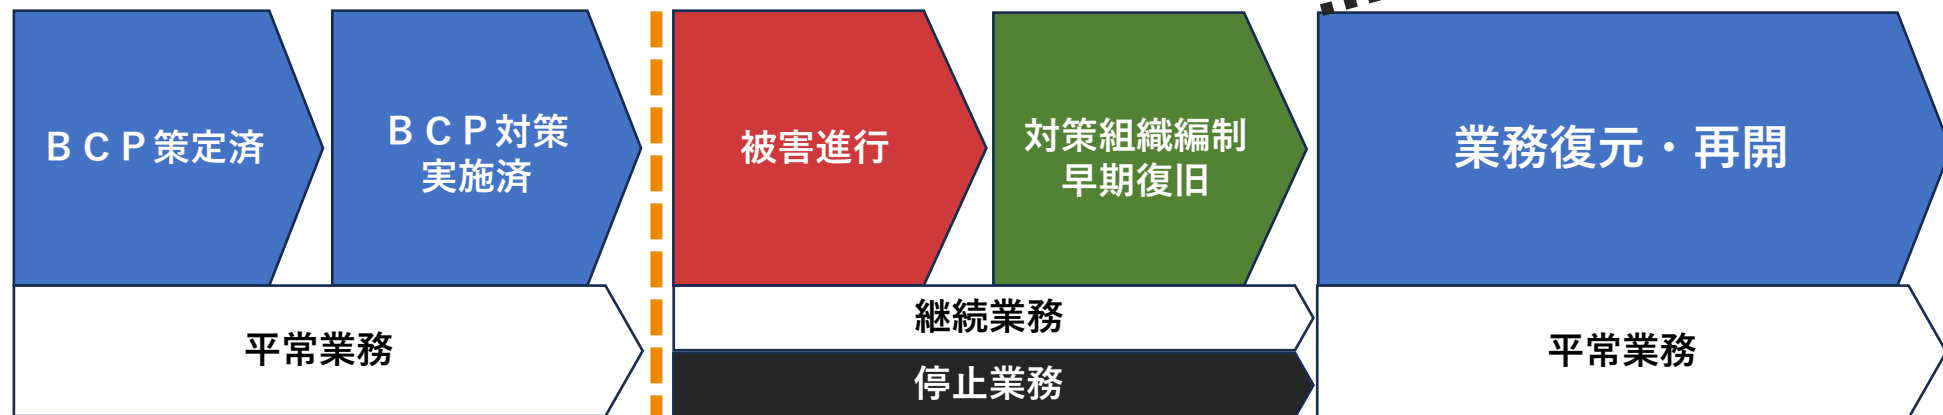 ＢＣＰ策定済
ＢＣＰ対策
実施済
被害進行
対策組織編制
早期復旧
業務復元・再開
平常業務
継続業務
停止業務
平常業務